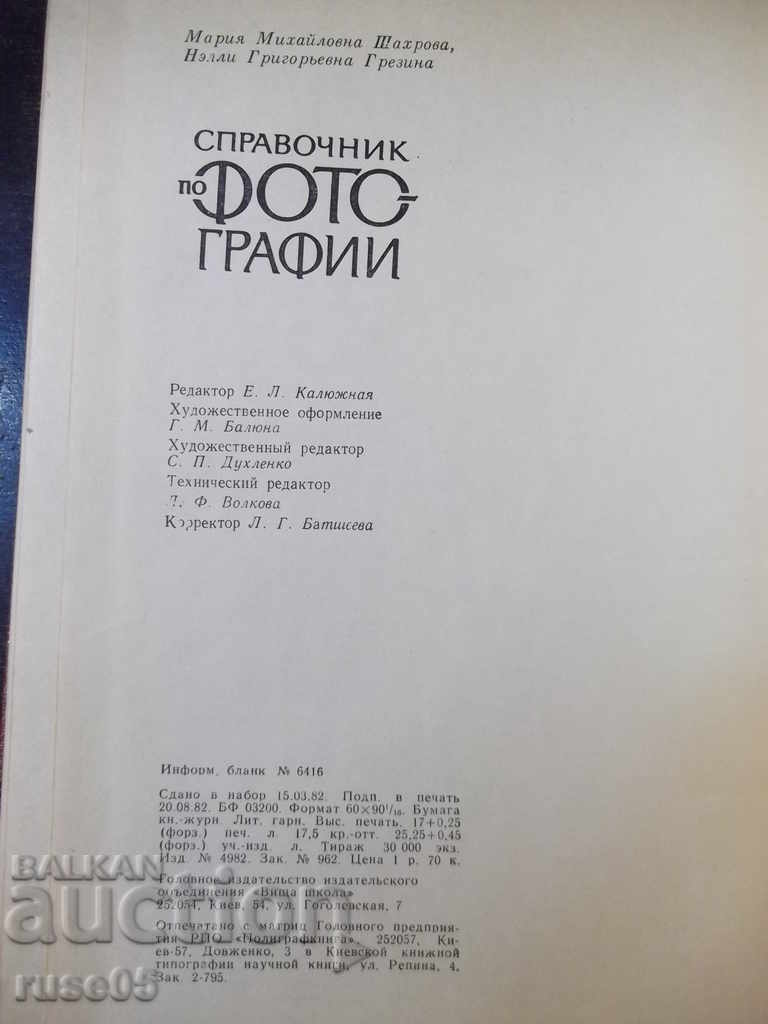 Мария Михайловна Шахрова,
Нэлли Григорьевна Грезина
СПРАВОЧНИК
ПО ФОТО-
ГРАФИИ
Редактор Е. Л. Калюжная
Художественное оформление
Г. М. Балюна
Художественный редактор
С. П. Духленко
Технический редактор
Л. Ф. Волкова
Корректор Л. Г. Батшева
Информ. бланк № 6416
Сдано в набор 15.03.82. Подп. в печать
20.08.82. БФ 03200. Формат 60×90¹/₁₆. Бумага
кн.-журн. Лит. гарн. Выс. печать. 17+0,25
(форз.) печ. л. 17,5 кр.-отт. 25,25+0,45
(форз.) уч.-изд. л. Тираж 30 000 экз.
Изд. № 4982. Зак. № 962. Цена 1 р. 70 к.
Головное издательство издательского
объединения «Вища школа»
252054, Киев, 54, ул. Гоголевская, 7
Отпечатано с матриц Головного предприя-
тия РПО «Полиграфкнига», 252057, Ки-
ев-57, Довженко, 3 в Киевской книжной
типографии научной книги, ул. Репина, 4.
Зак. 2-795.
BALKAN
auction
ruse05